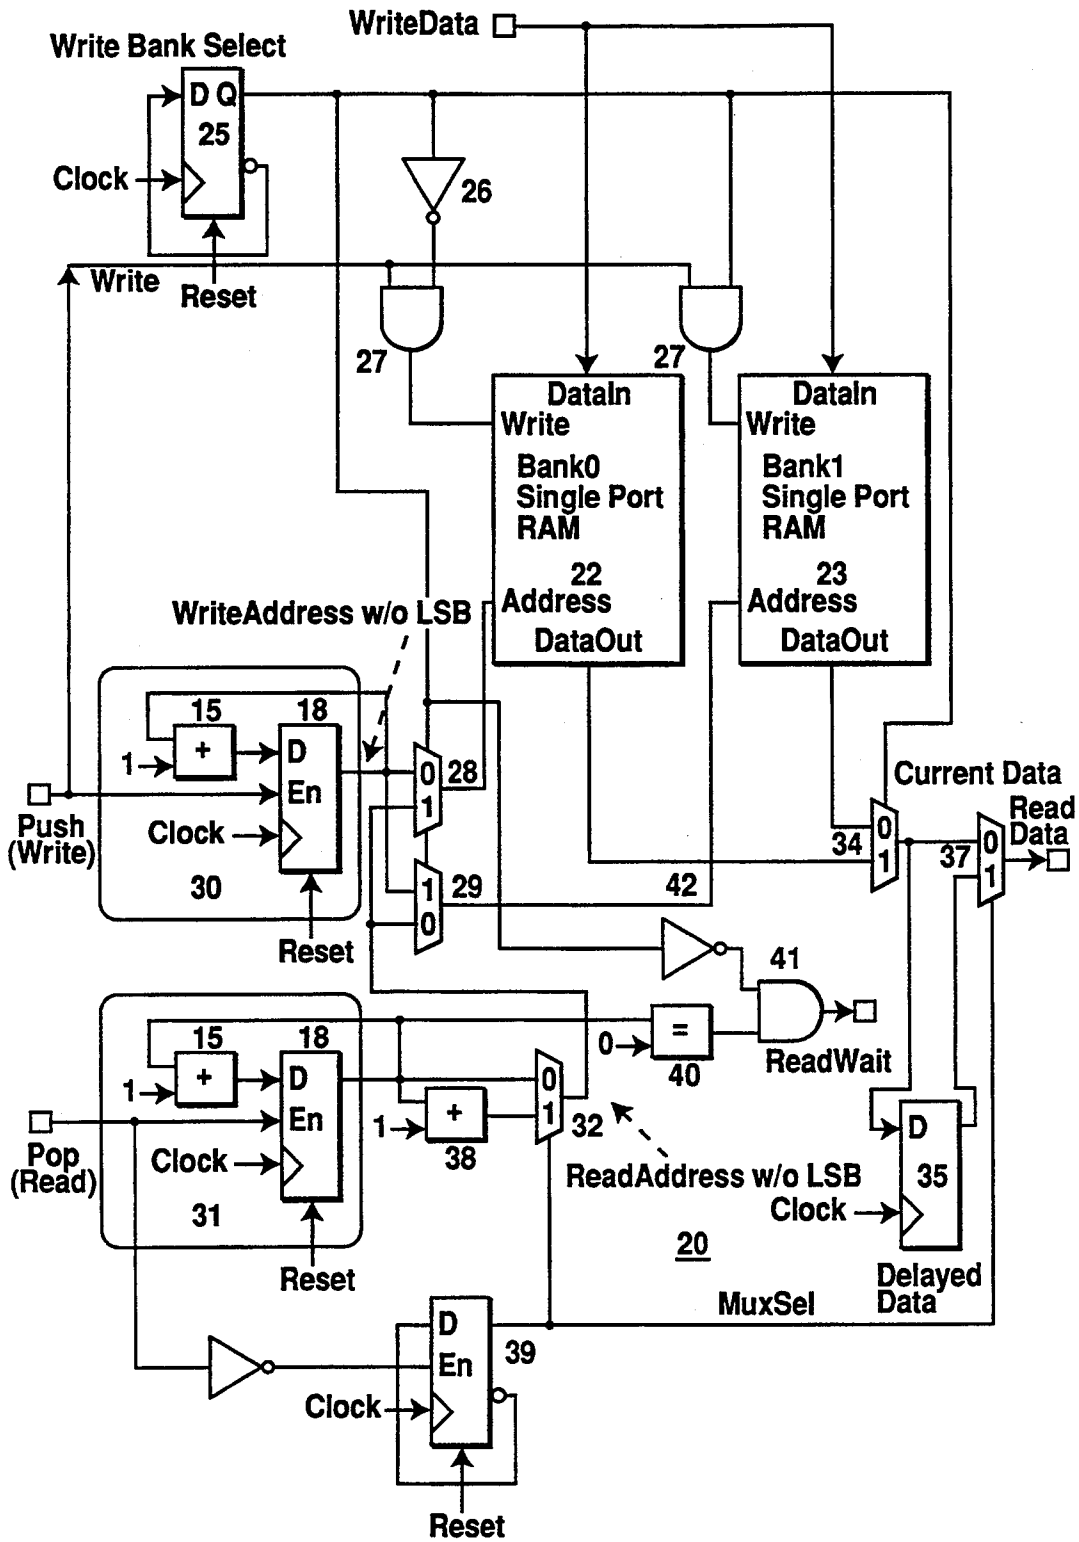 WriteData
Write Bank Select
D Q
25
Clock
26
Write
Reset
27
27
DataIn
Write
Bank0
Single Port
RAM
22
Address
DataOut
DataIn
Write
Bank1
Single Port
RAM
23
Address
DataOut
WriteAddress w/o LSB
15
18
+
1
D
En
Clock
Push
(Write)
30
Reset
0
1
28
1
0
29
42
Current Data
0
1
34
Read
Data
0
1
37
41
ReadWait
0
=
40
15
18
+
1
D
En
Clock
Pop
(Read)
31
Reset
1
+
38
0
1
32
ReadAddress w/o LSB
D
35
Clock
20
Delayed
Data
MuxSel
D
En
39
Clock
Reset